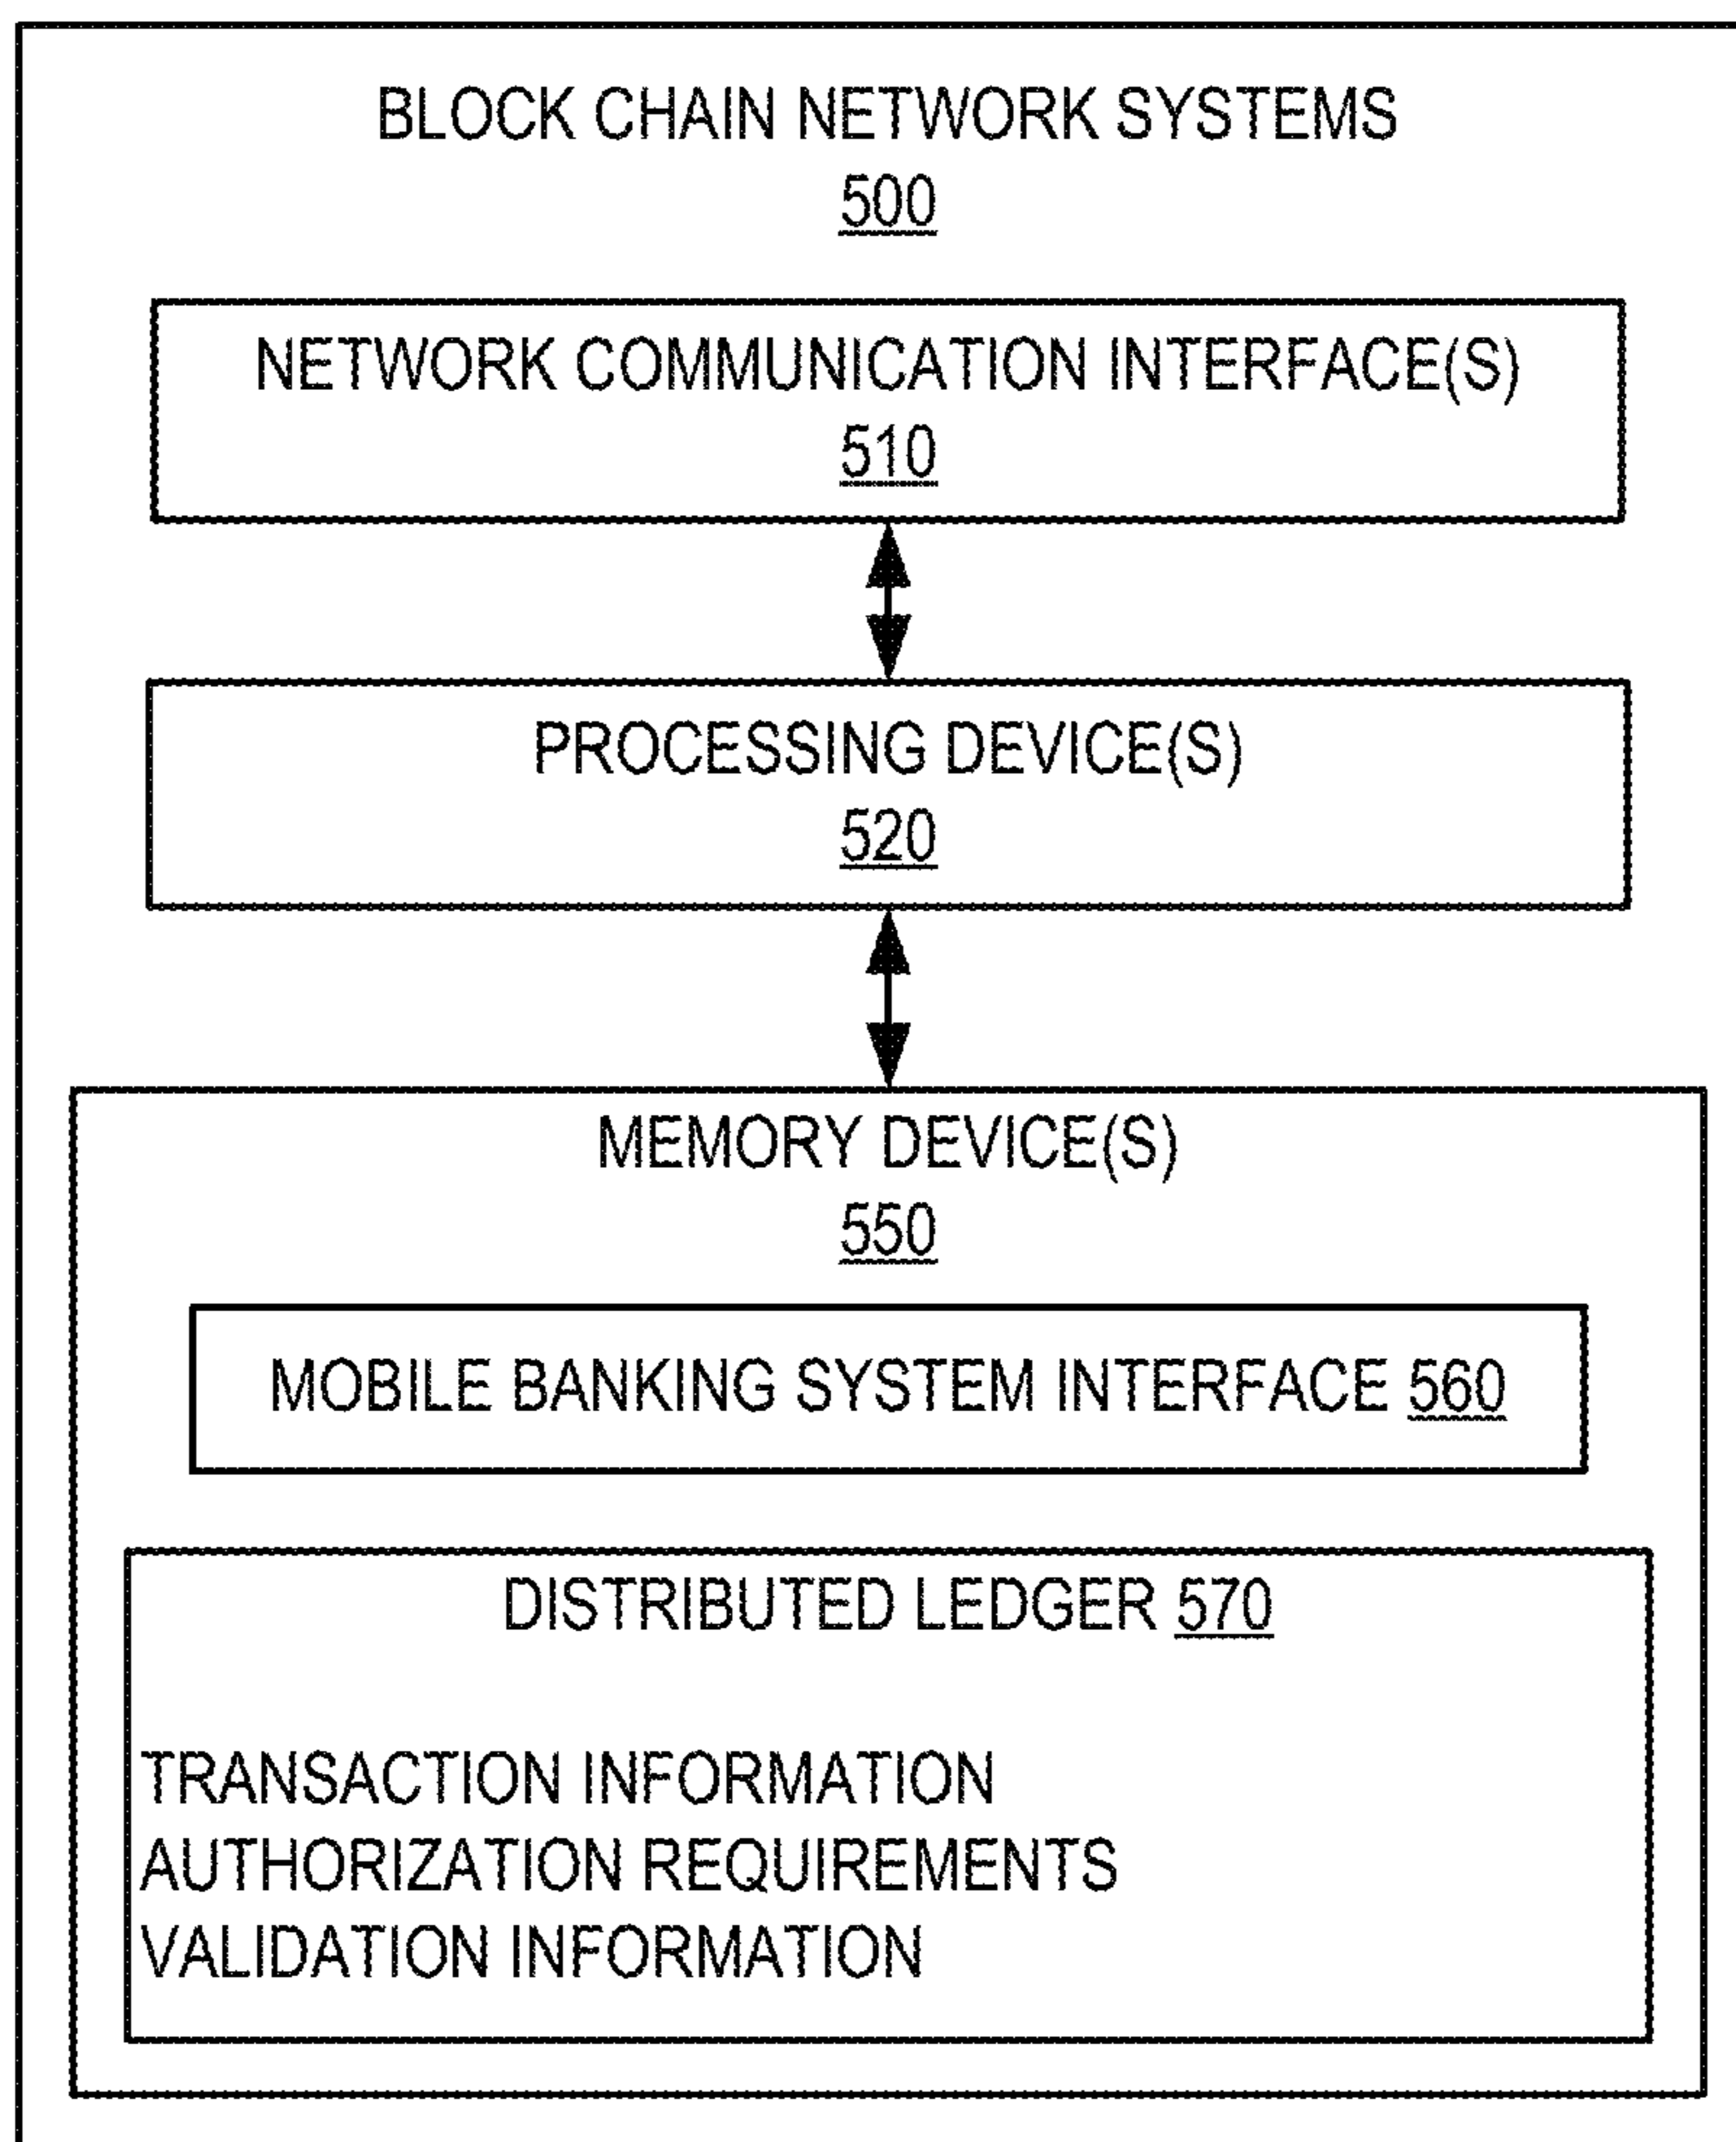 BLOCK CHAIN NETWORK SYSTEMS
500
NETWORK COMMUNICATION INTERFACE(S)
510
PROCESSING DEVICE(S)
520
MEMORY DEVICE(S)
550
MOBILE BANKING SYSTEM INTERFACE 560
DISTRIBUTED LEDGER 570
TRANSACTION INFORMATION
AUTHORIZATION REQUIREMENTS
VALIDATION INFORMATION